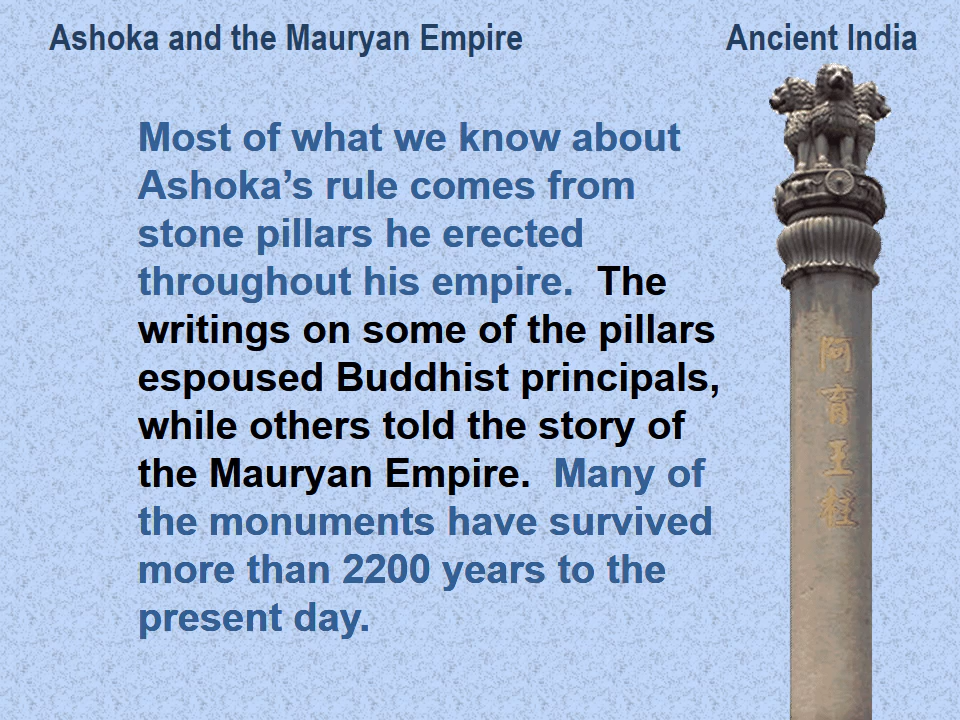 Ashoka and the Mauryan Empire
Ancient India
Most of what we know about
Ashoka’s rule comes from
stone pillars he erected
throughout his empire.  The
writings on some of the pillars
espoused Buddhist principals,
while others told the story of
the Mauryan Empire.  Many of
the monuments have survived
more than 2200 years to the
present day.
阿育王柱